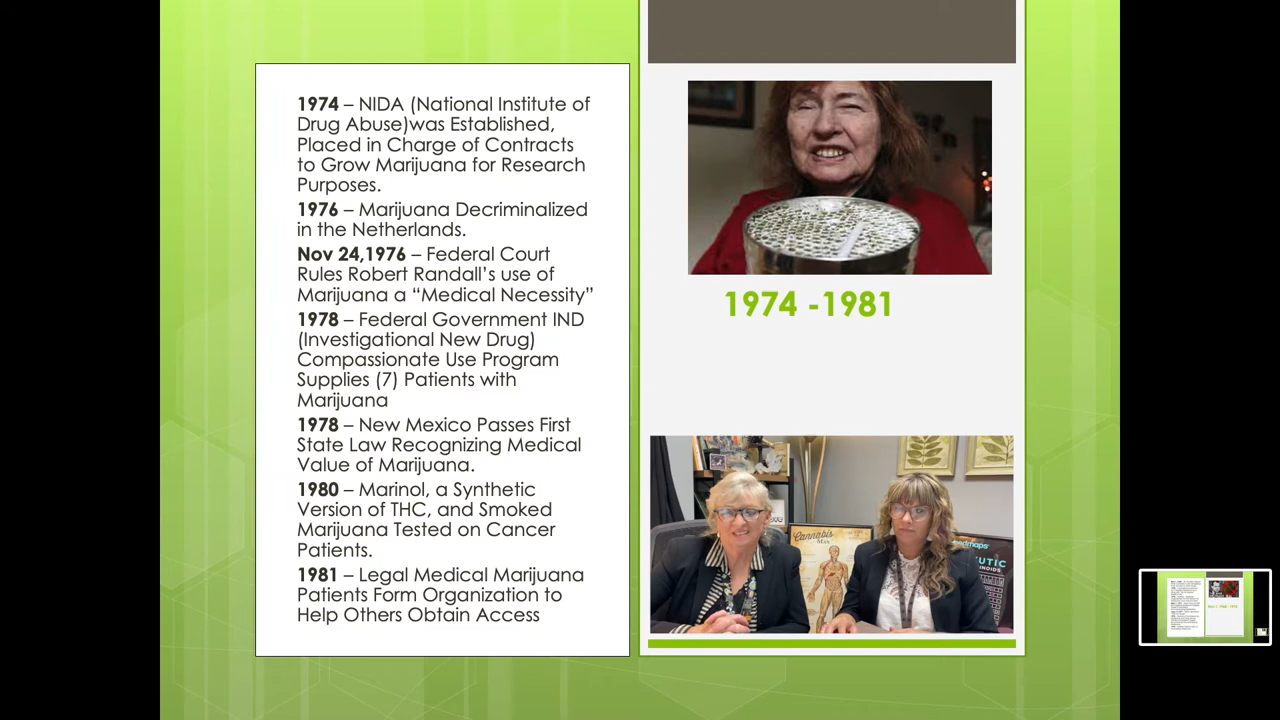 1974 – NIDA (National Institute of
Drug Abuse)was Established,
Placed in Charge of Contracts
to Grow Marijuana for Research
Purposes.
1976 – Marijuana Decriminalized
in the Netherlands.
Nov 24,1976 – Federal Court
Rules Robert Randall’s use of
Marijuana a “Medical Necessity”
1978 – Federal Government IND
(Investigational New Drug)
Compassionate Use Program
Supplies (7) Patients with
Marijuana
1978 – New Mexico Passes First
State Law Recognizing Medical
Value of Marijuana.
1980 – Marinol, a Synthetic
Version of THC, and Smoked
Marijuana Tested on Cancer
Patients.
1981 – Legal Medical Marijuana
Patients Form Organization to
Help Others Obtain Access
1974 -1981
Cannabis